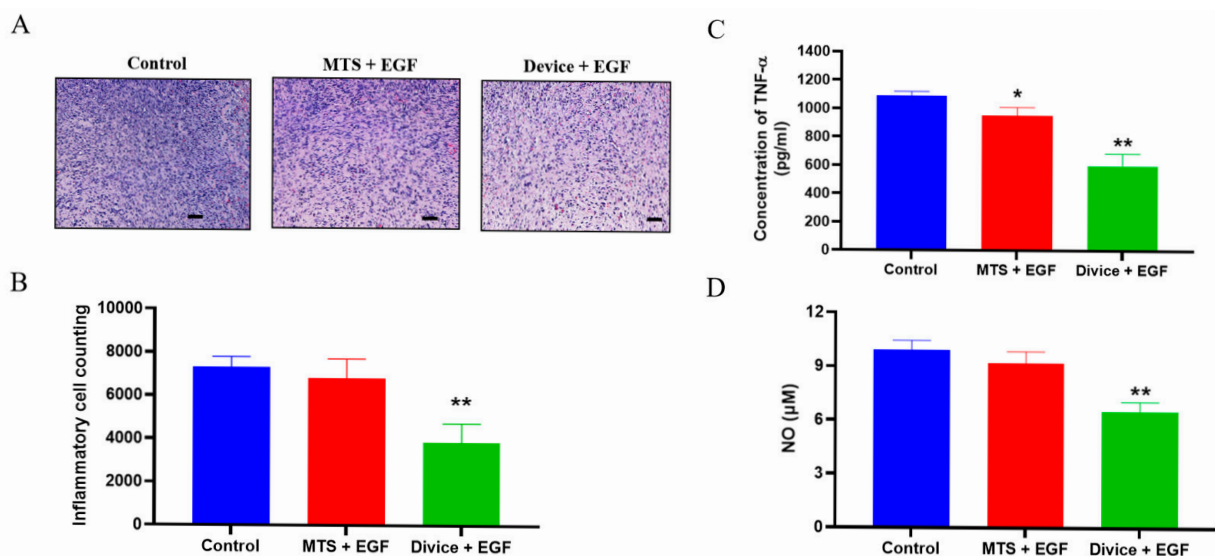 A
Control
MTS + EGF
Device + EGF
B
Inflammatory cell counting
10000
8000
6000
4000
2000
0
**
Control
MTS + EGF
Divice + EGF
C
Concentration of TNF-α
(pg/ml)
1400
1200
1000
800
600
400
200
0
*
**
Control
MTS + EGF
Divice + EGF
D
NO (μM)
12
9
6
3
0
**
Control
MTS + EGF
Divice + EGF